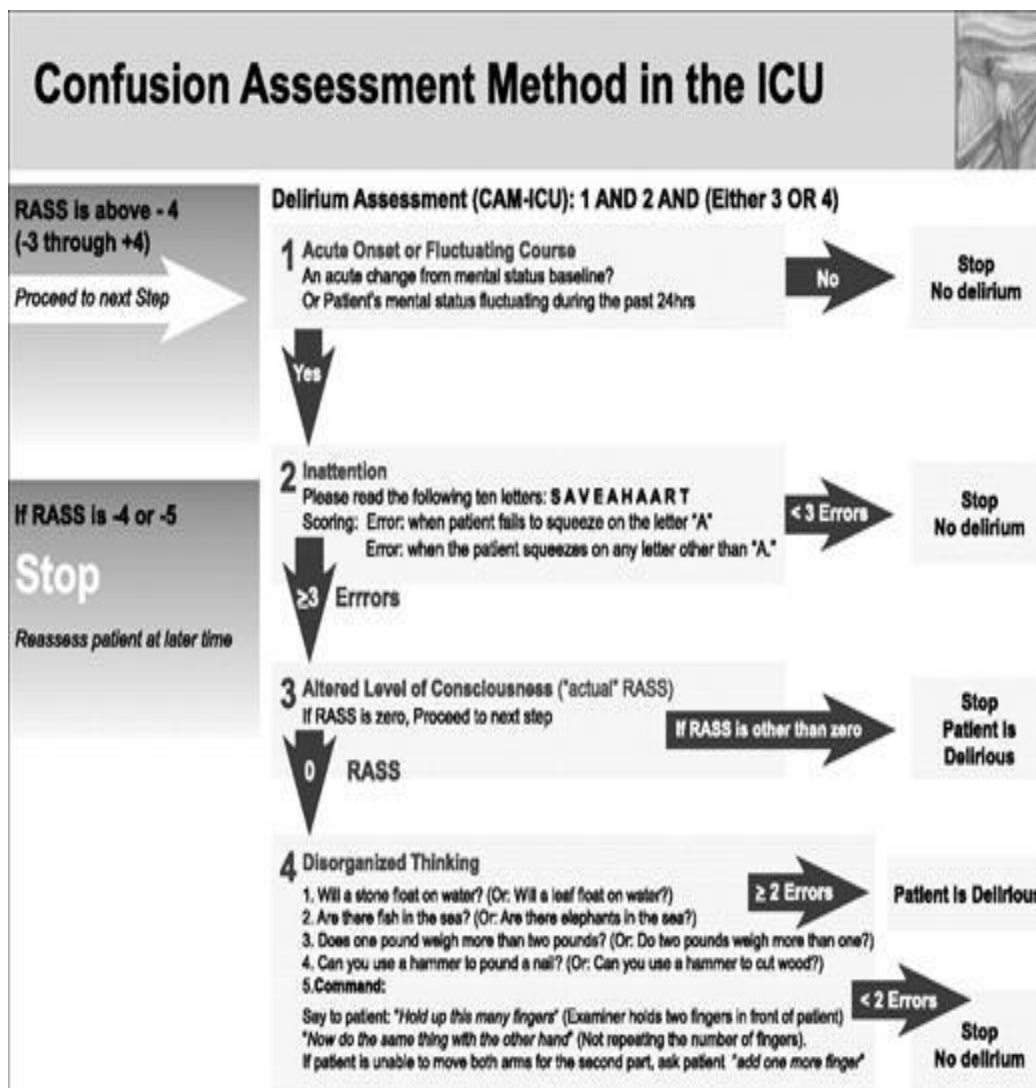 Confusion Assessment Method in the ICU
RASS is above - 4
(-3 through +4)
Proceed to next Step
If RASS is -4 or -5
Stop
Reassess patient at later time
Delirium Assessment (CAM-ICU): 1 AND 2 AND (Either 3 OR 4)
1 Acute Onset or Fluctuating Course
An acute change from mental status baseline?
Or Patient's mental status fluctuating during the past 24hrs
No
Stop
No delirium
Yes
2 Inattention
Please read the following ten letters: S A V E A H A A R T
Scoring: Error: when patient fails to squeeze on the letter "A"
Error: when the patient squeezes on any letter other than "A."
< 3 Errors
Stop
No delirium
≥3 Errrors
3 Altered Level of Consciousness ("actual" RASS)
If RASS is zero, Proceed to next step
If RASS is other than zero
Stop
Patient is
Delirious
0 RASS
4 Disorganized Thinking
1. Will a stone float on water? (Or: Will a leaf float on water?)
2. Are there fish in the sea? (Or: Are there elephants in the sea?)
3. Does one pound weigh more than two pounds? (Or: Do two pounds weigh more than one?)
4. Can you use a hammer to pound a nail? (Or: Can you use a hammer to cut wood?)
5.Command:
Say to patient: "Hold up this many fingers" (Examiner holds two fingers in front of patient)
"Now do the same thing with the other hand" (Not repeating the number of fingers).
If patient is unable to move both arms for the second part, ask patient "add one more finger"
≥ 2 Errors
Patient is Delirious
< 2 Errors
Stop
No delirium